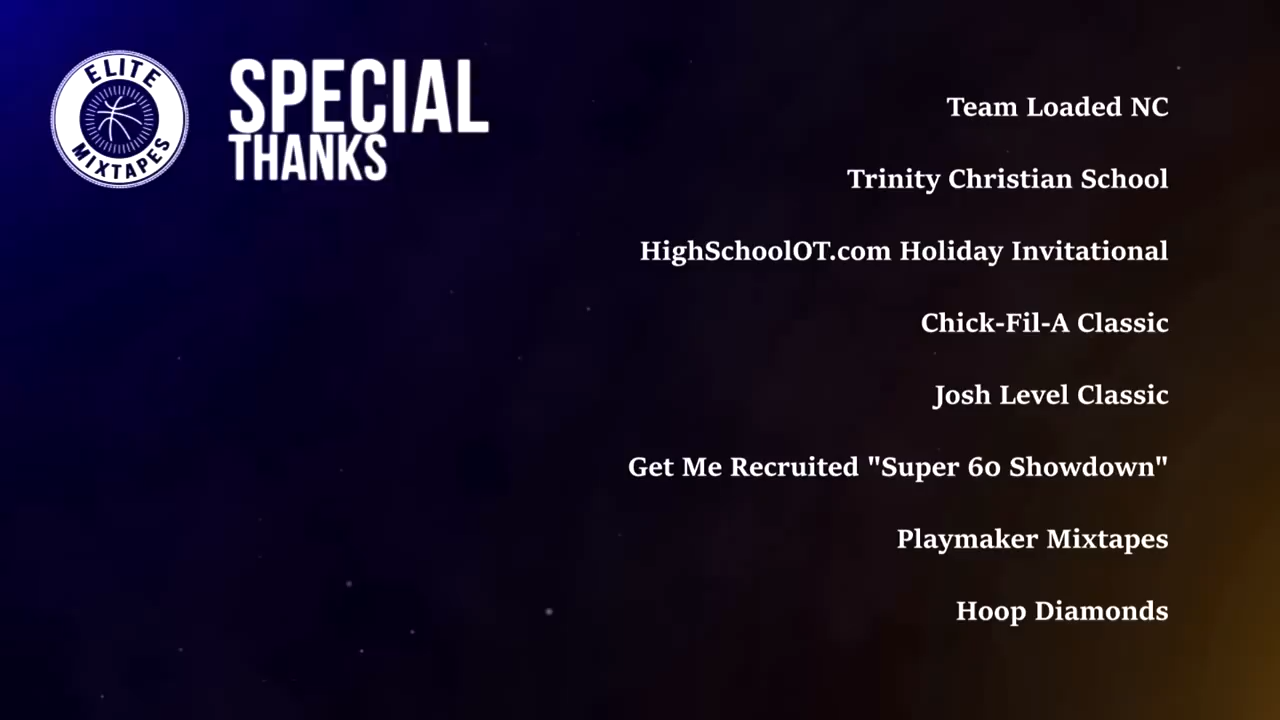 ELITE
MIXTAPES
SPECIAL
THANKS
Team Loaded NC
Trinity Christian School
HighSchoolOT.com Holiday Invitational
Chick-Fil-A Classic
Josh Level Classic
Get Me Recruited "Super 60 Showdown"
Playmaker Mixtapes
Hoop Diamonds